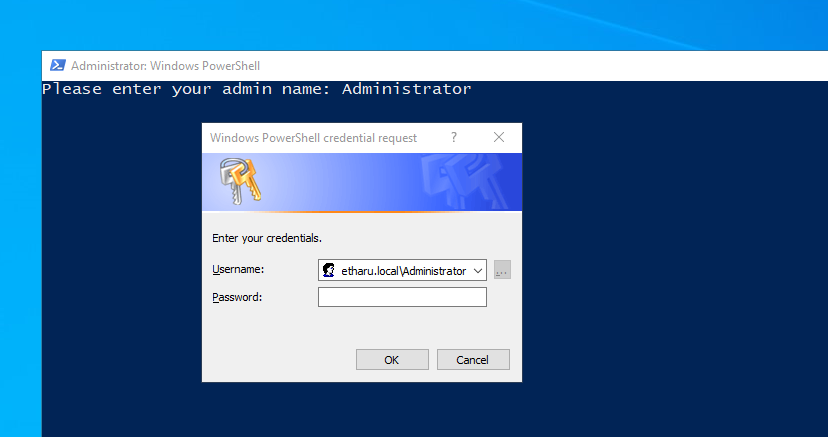 Administrator: Windows PowerShell
Please enter your admin name: Administrator
Windows PowerShell credential request
?
Enter your credentials.
Username: etharu.local\Administrator
...
Password:
OK Cancel